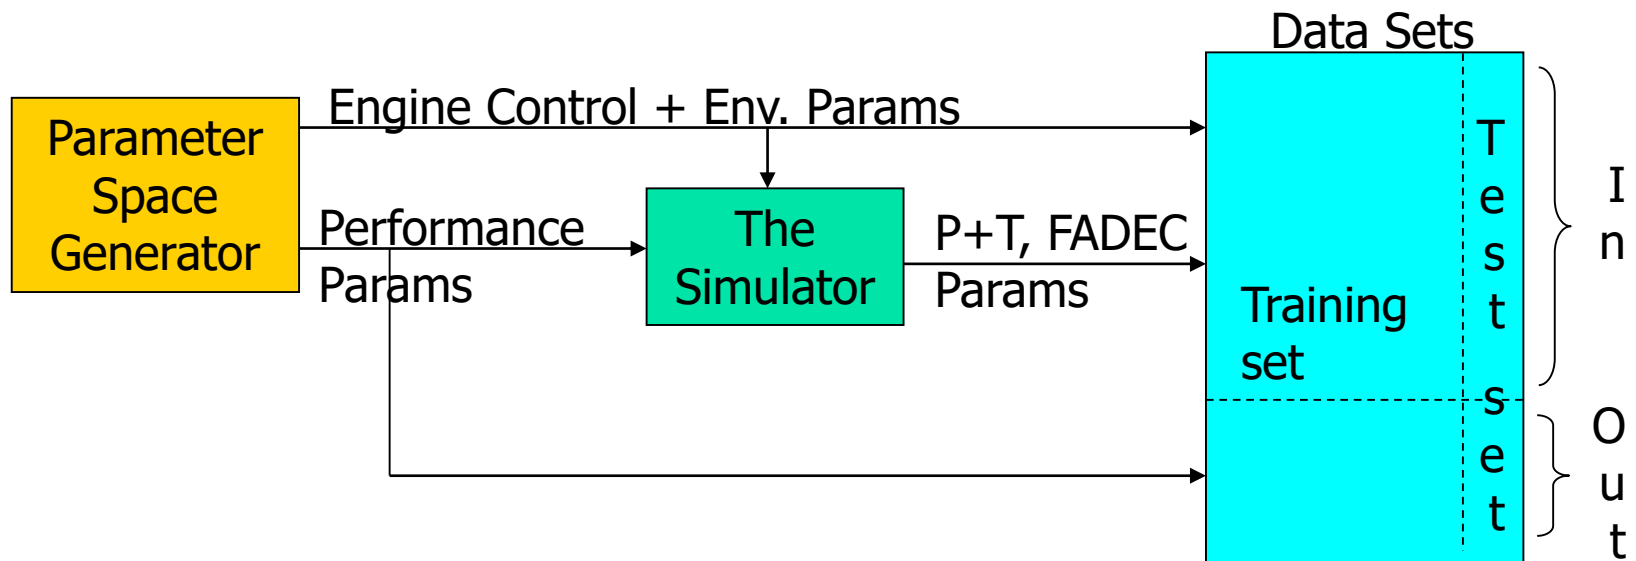 Data Sets
Engine Control + Env. Params
Parameter
Space
Generator
Performance
Params
The
Simulator
P+T, FADEC
Params
Training
set
T
e
s
t
s
e
t
I
n
O
u
t